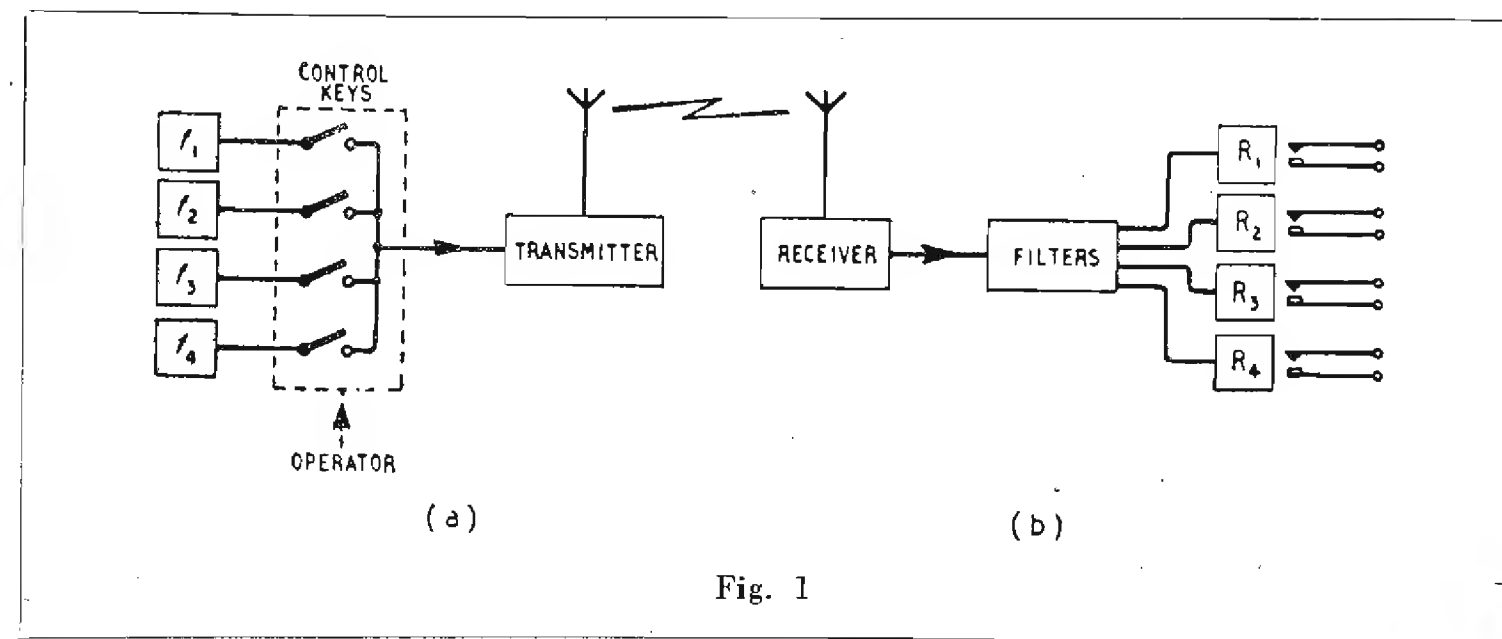 CONTROL
KEYS
f1
f2
f3
f4
TRANSMITTER
OPERATOR
(a)
RECEIVER
FILTERS
R1
R2
R3
R4
(b)
Fig. 1